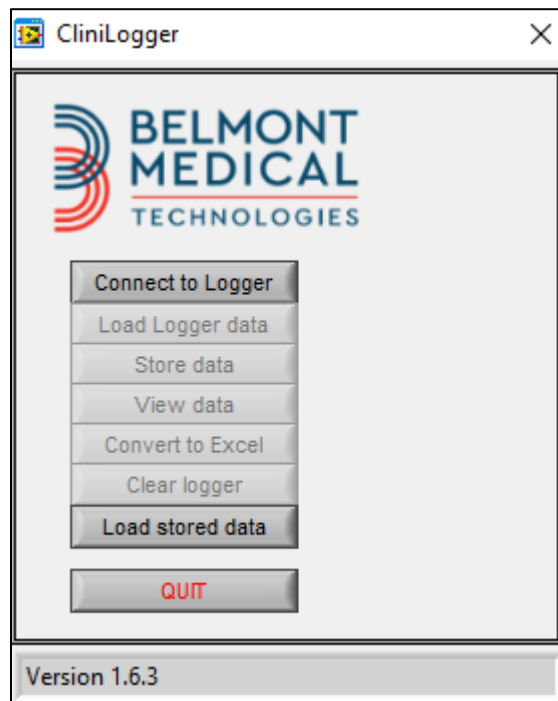 CliniLogger
BELMONT
MEDICAL
TECHNOLOGIES
Connect to Logger
Load Logger data
Store data
View data
Convert to Excel
Clear logger
Load stored data
QUIT
Version 1.6.3